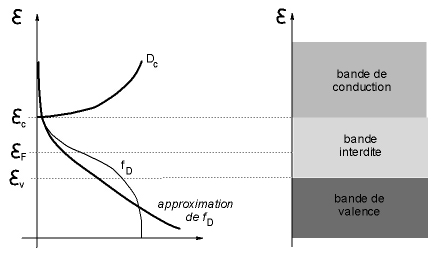 ε
ε
D_c
bande de
conduction
ε_c
bande
interdite
ε_F
f_D
ε_v
approximation
de f_D
bande de
valence